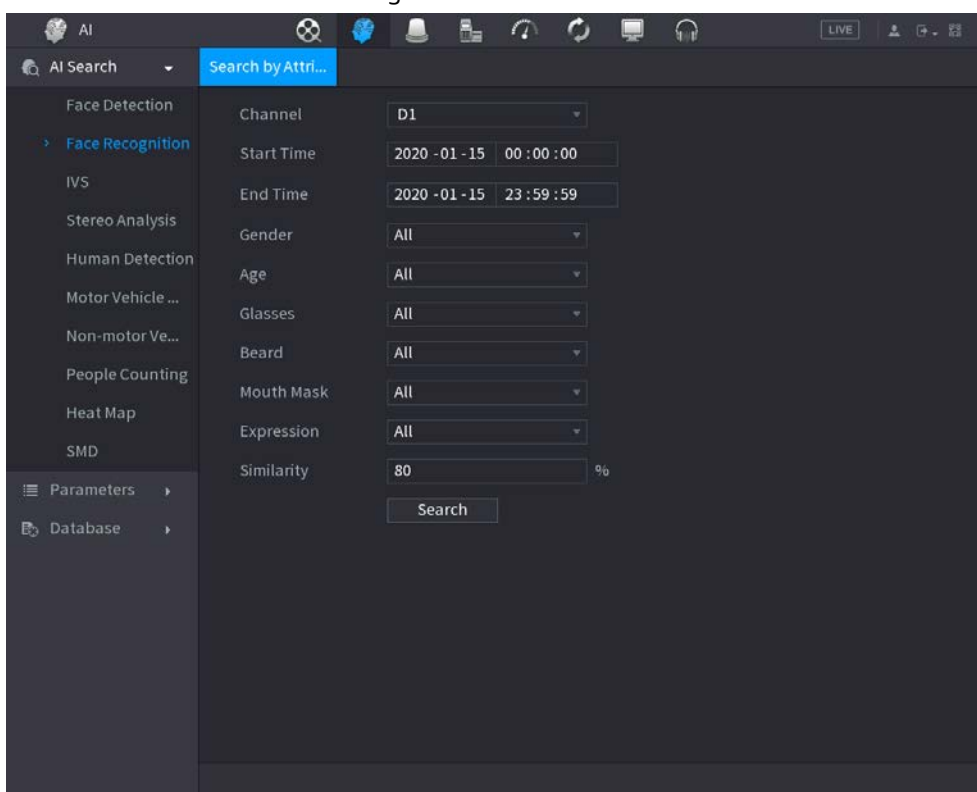 AI
LIVE
AI Search
Search by Attri...
Face Detection
Face Recognition
IVS
Stereo Analysis
Human Detection
Motor Vehicle ...
Non-motor Ve...
People Counting
Heat Map
SMD
Parameters
Database
Channel D1
Start Time 2020 -01 -15 00 : 00 : 00
End Time 2020 -01 -15 23 : 59 : 59
Gender All
Age All
Glasses All
Beard All
Mouth Mask All
Expression All
Similarity 80 %
Search